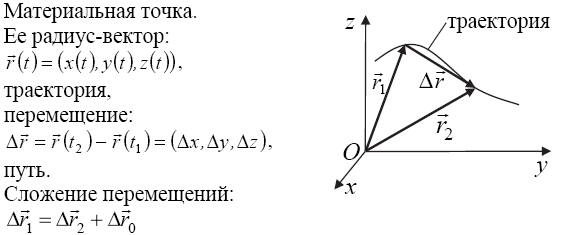 Материальная точка.
Ее радиус-вектор:
r⃗(t)=(x(t),y(t),z(t)),
траектория,
перемещение:
Δr⃗ = r⃗(t₂)−r⃗(t₁)=(Δx,Δy,Δz),
путь.
Сложение перемещений:
Δr⃗₁ = Δr⃗₂ + Δr⃗₀
z
траектория
r⃗₁
Δr⃗
r⃗₂
O
y
x